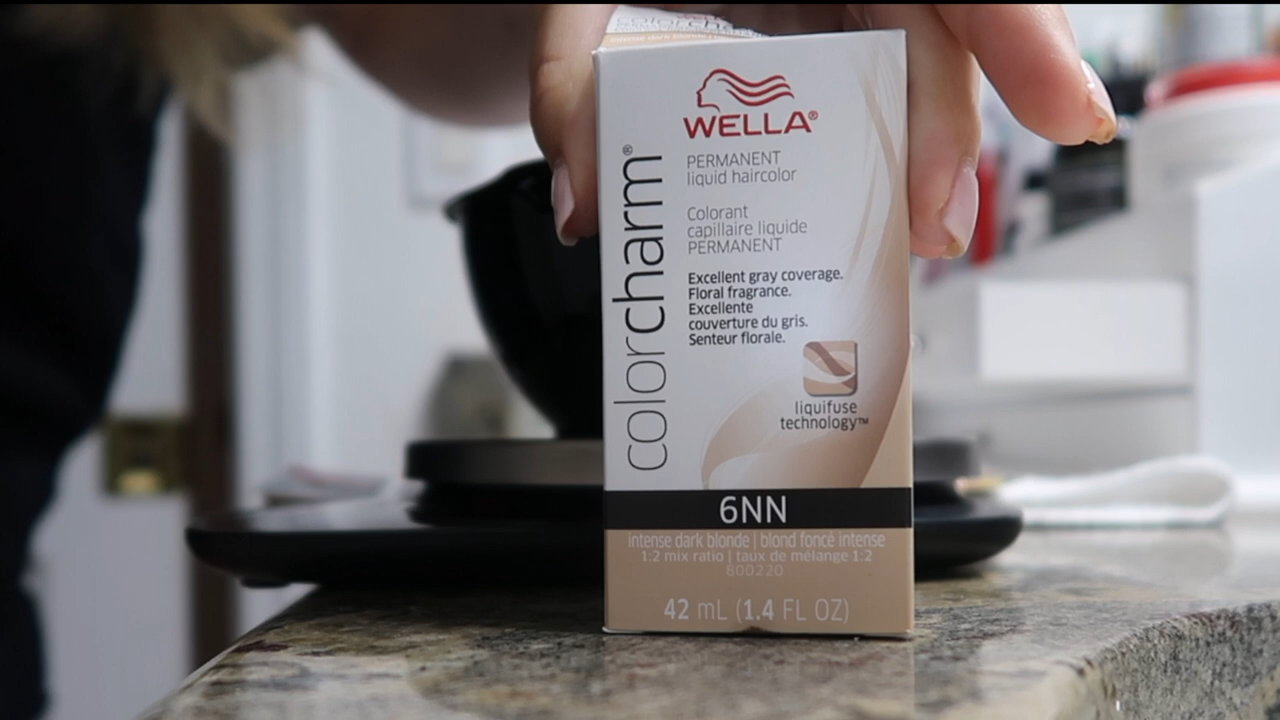 WELLA®
colorcharm®
PERMANENT
liquid haircolor
Colorant
capillaire liquide
PERMANENT
Excellent gray coverage.
Floral fragrance.
Excellente
couverture du gris.
Senteur florale.
liquifuse
technology™
6NN
intense dark blonde | blond foncé intense
1:2 mix ratio | taux de mélange 1:2
800220
42 mL (1.4 FL OZ)